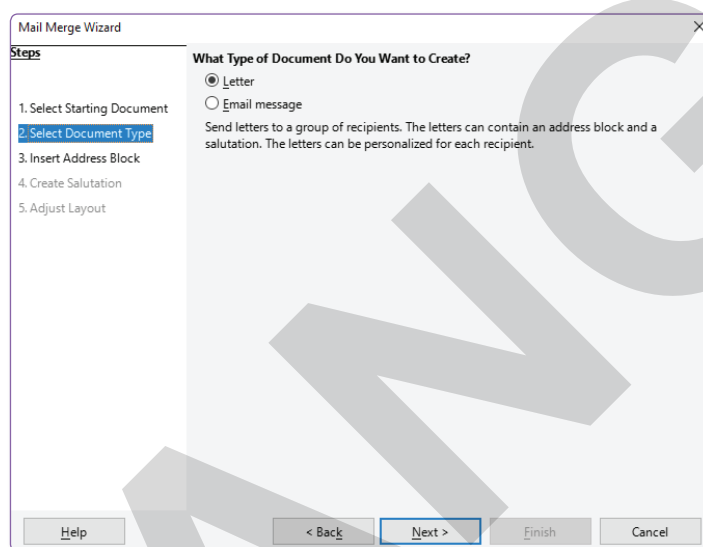 Mail Merge Wizard
Steps
1. Select Starting Document
2. Select Document Type
3. Insert Address Block
4. Create Salutation
5. Adjust Layout
What Type of Document Do You Want to Create?
Letter
Email message
Send letters to a group of recipients. The letters can contain an address block and a
salutation. The letters can be personalized for each recipient.
Help
< Back
Next >
Finish
Cancel